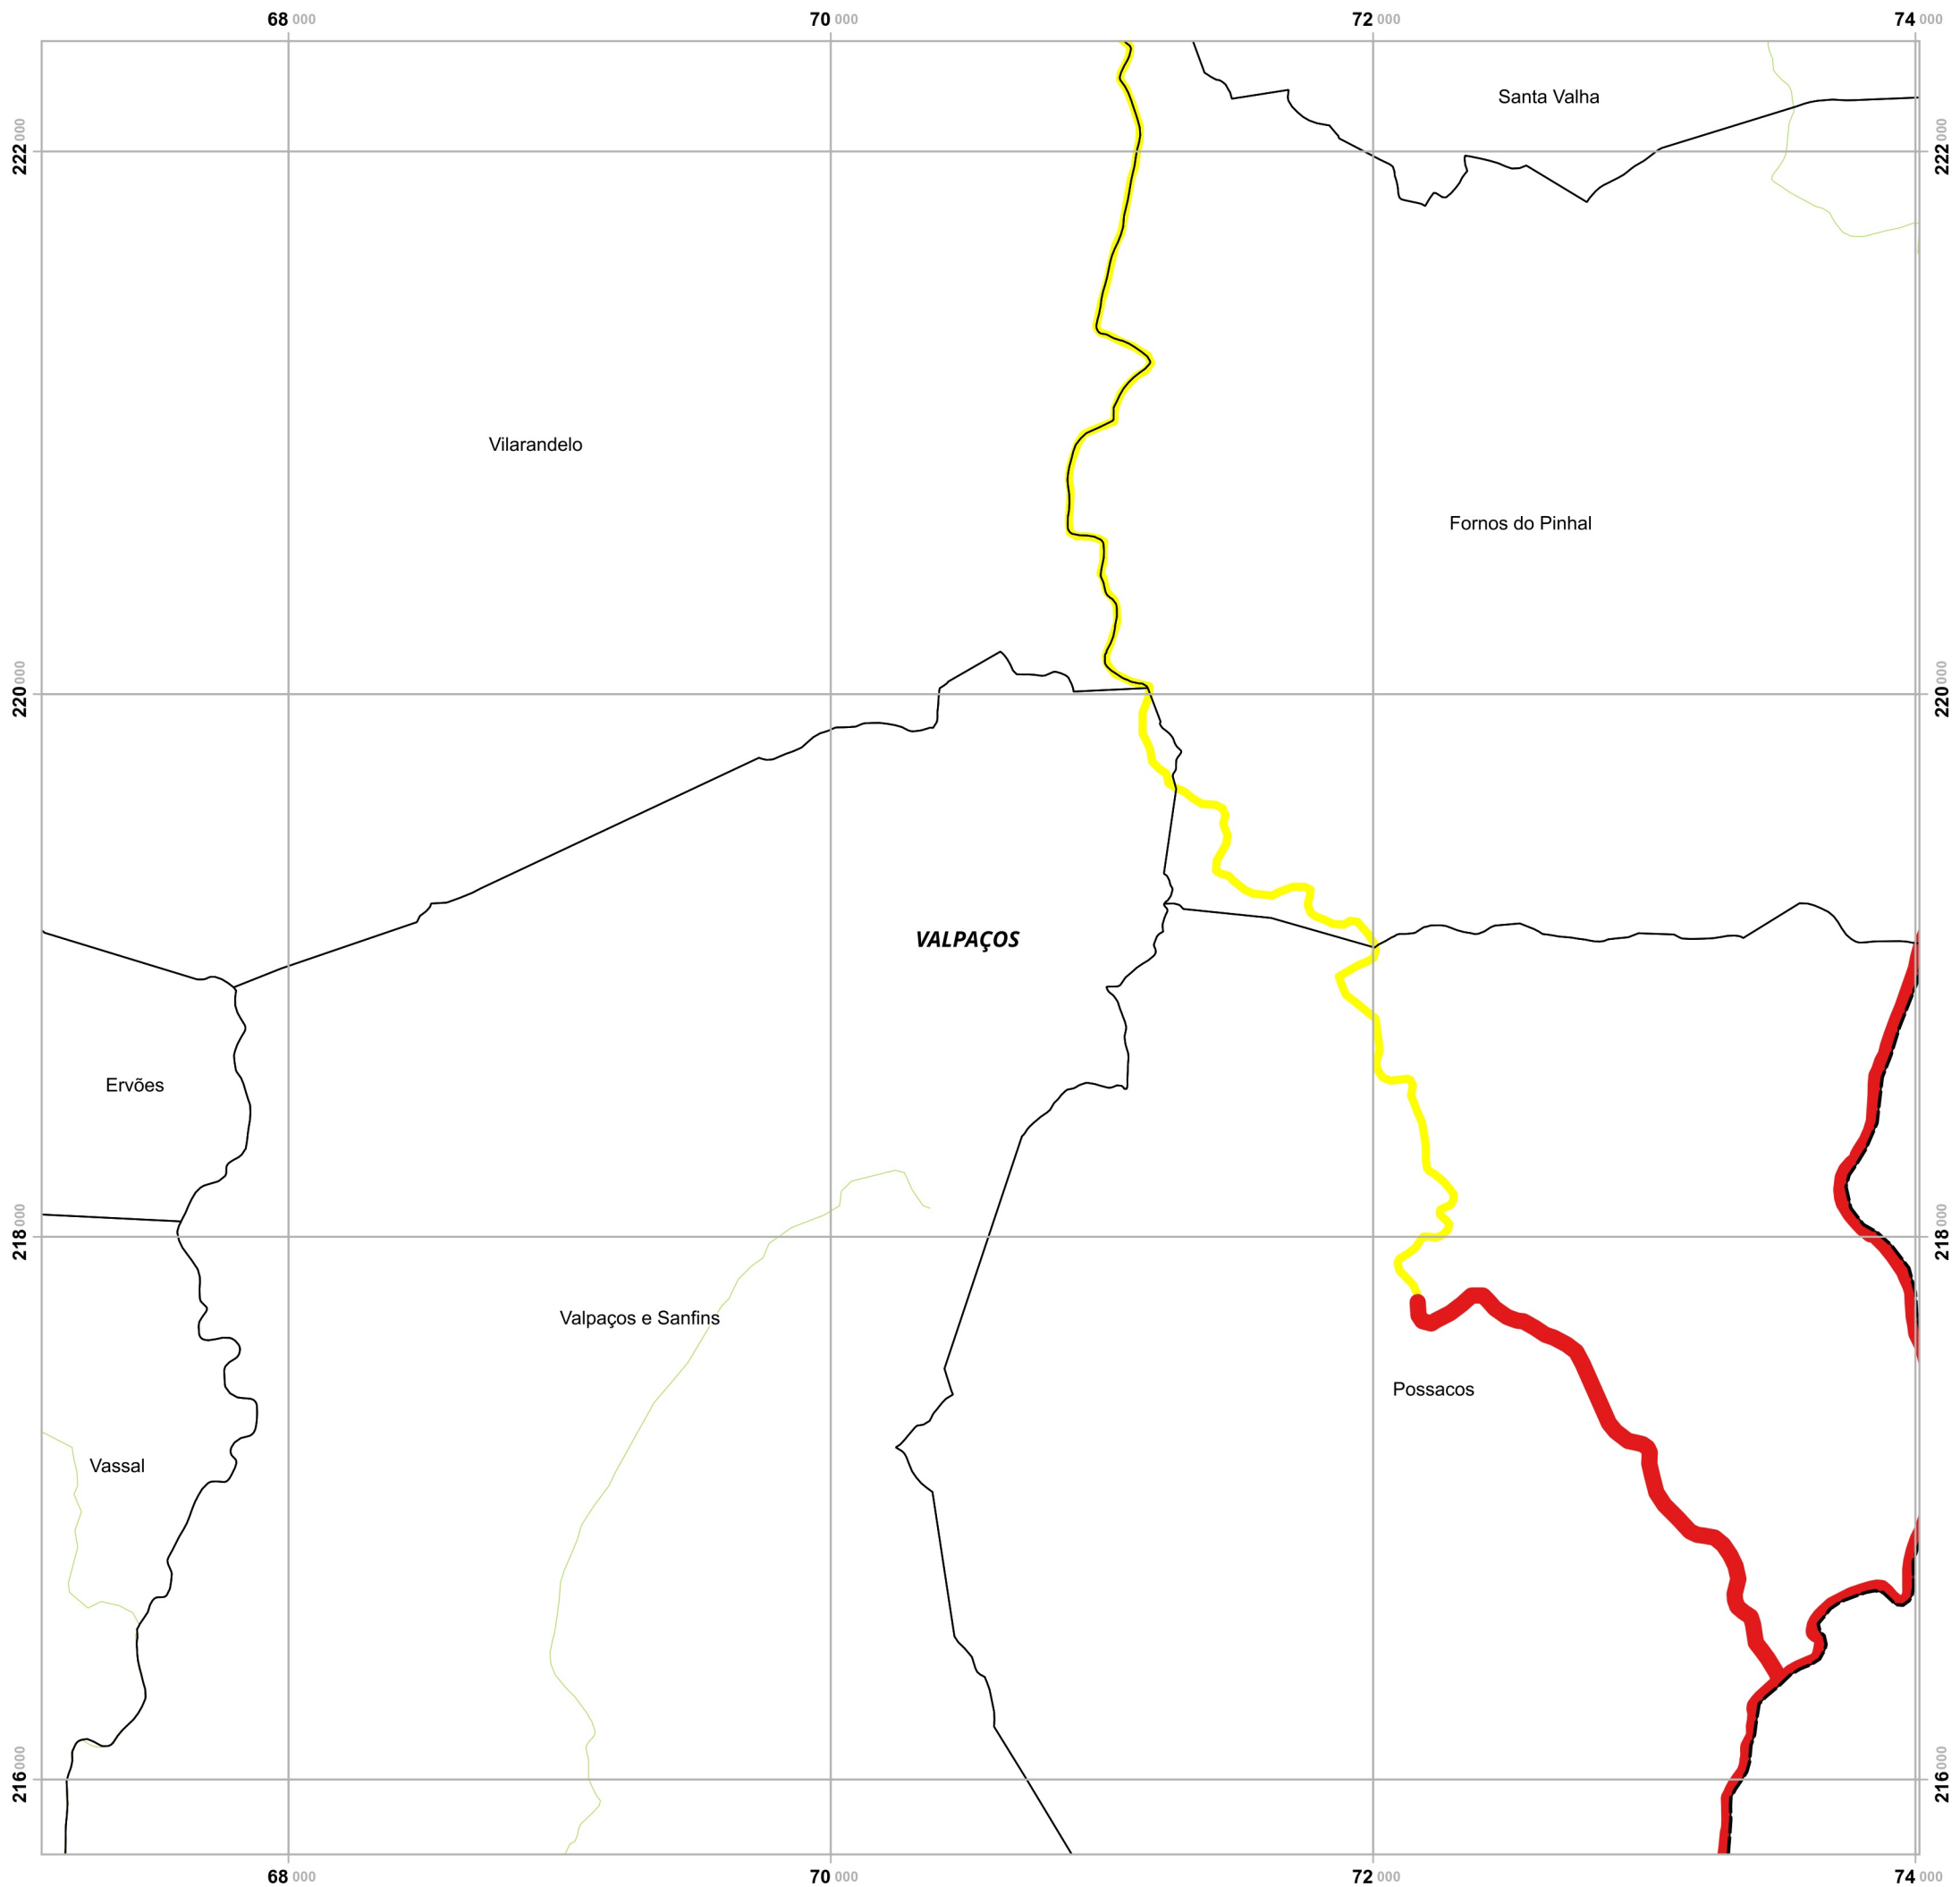 68 000 70 000 72 000 74 000
Santa Valha
222 000 222 000
Vilarandelo
Fornos do Pinhal
220 000 220 000
VALPAÇOS
Ervões
218 000 218 000
Valpaços e Sanfins
Possacos
Vassal
216 000 216 000
68 000 70 000 72 000 74 000